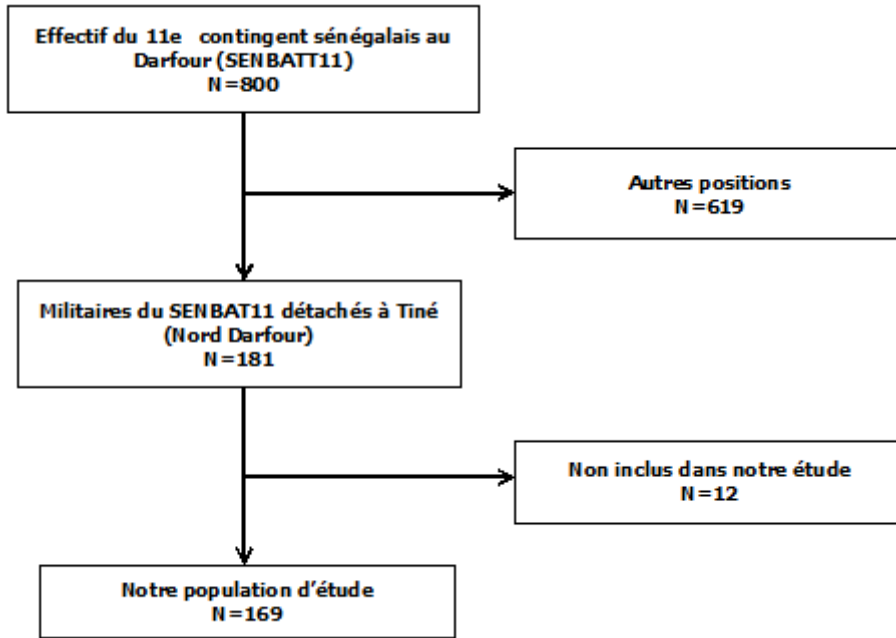 Effectif du 11e contingent sénégalais au
Darfour (SENBATT11)
N=800
Autres positions
N=619
Militaires du SENBAT11 détachés à Tiné
(Nord Darfour)
N=181
Non inclus dans notre étude
N=12
Notre population d'étude
N=169